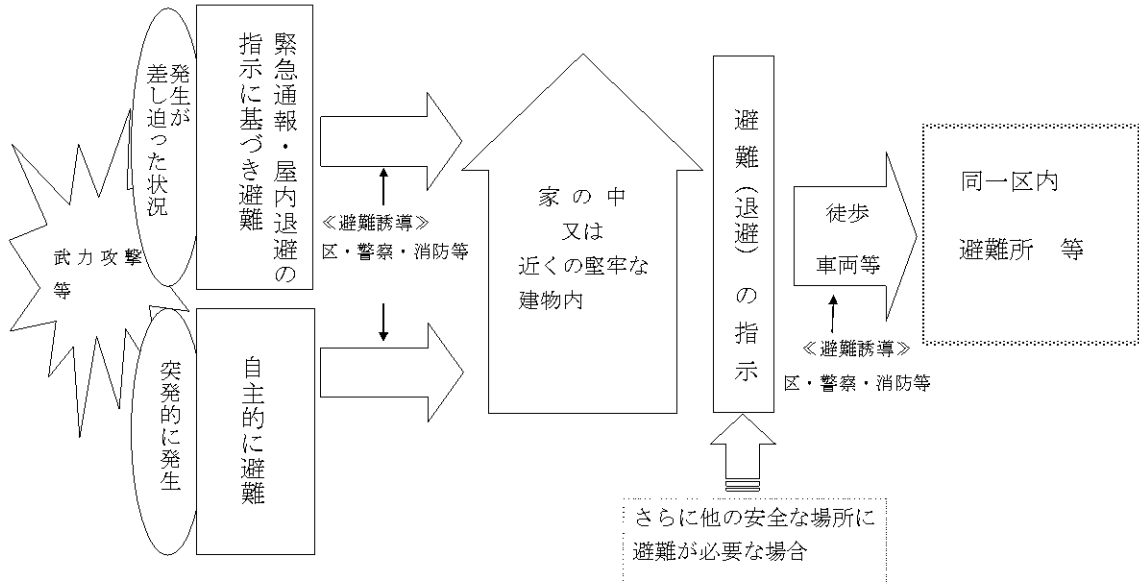 武力攻撃
等
発生が
差し迫った状況
緊急通報・屋内退避の
指示に基づき避難
突発的に発生
自主的に避難
≪避難誘導≫
区・警察・消防等
家の中
又は
近くの堅牢な
建物内
避難（退避）の指示
さらに他の安全な場所に
避難が必要な場合
徒歩
車両等
≪避難誘導≫
区・警察・消防等
同一区内
避難所　等